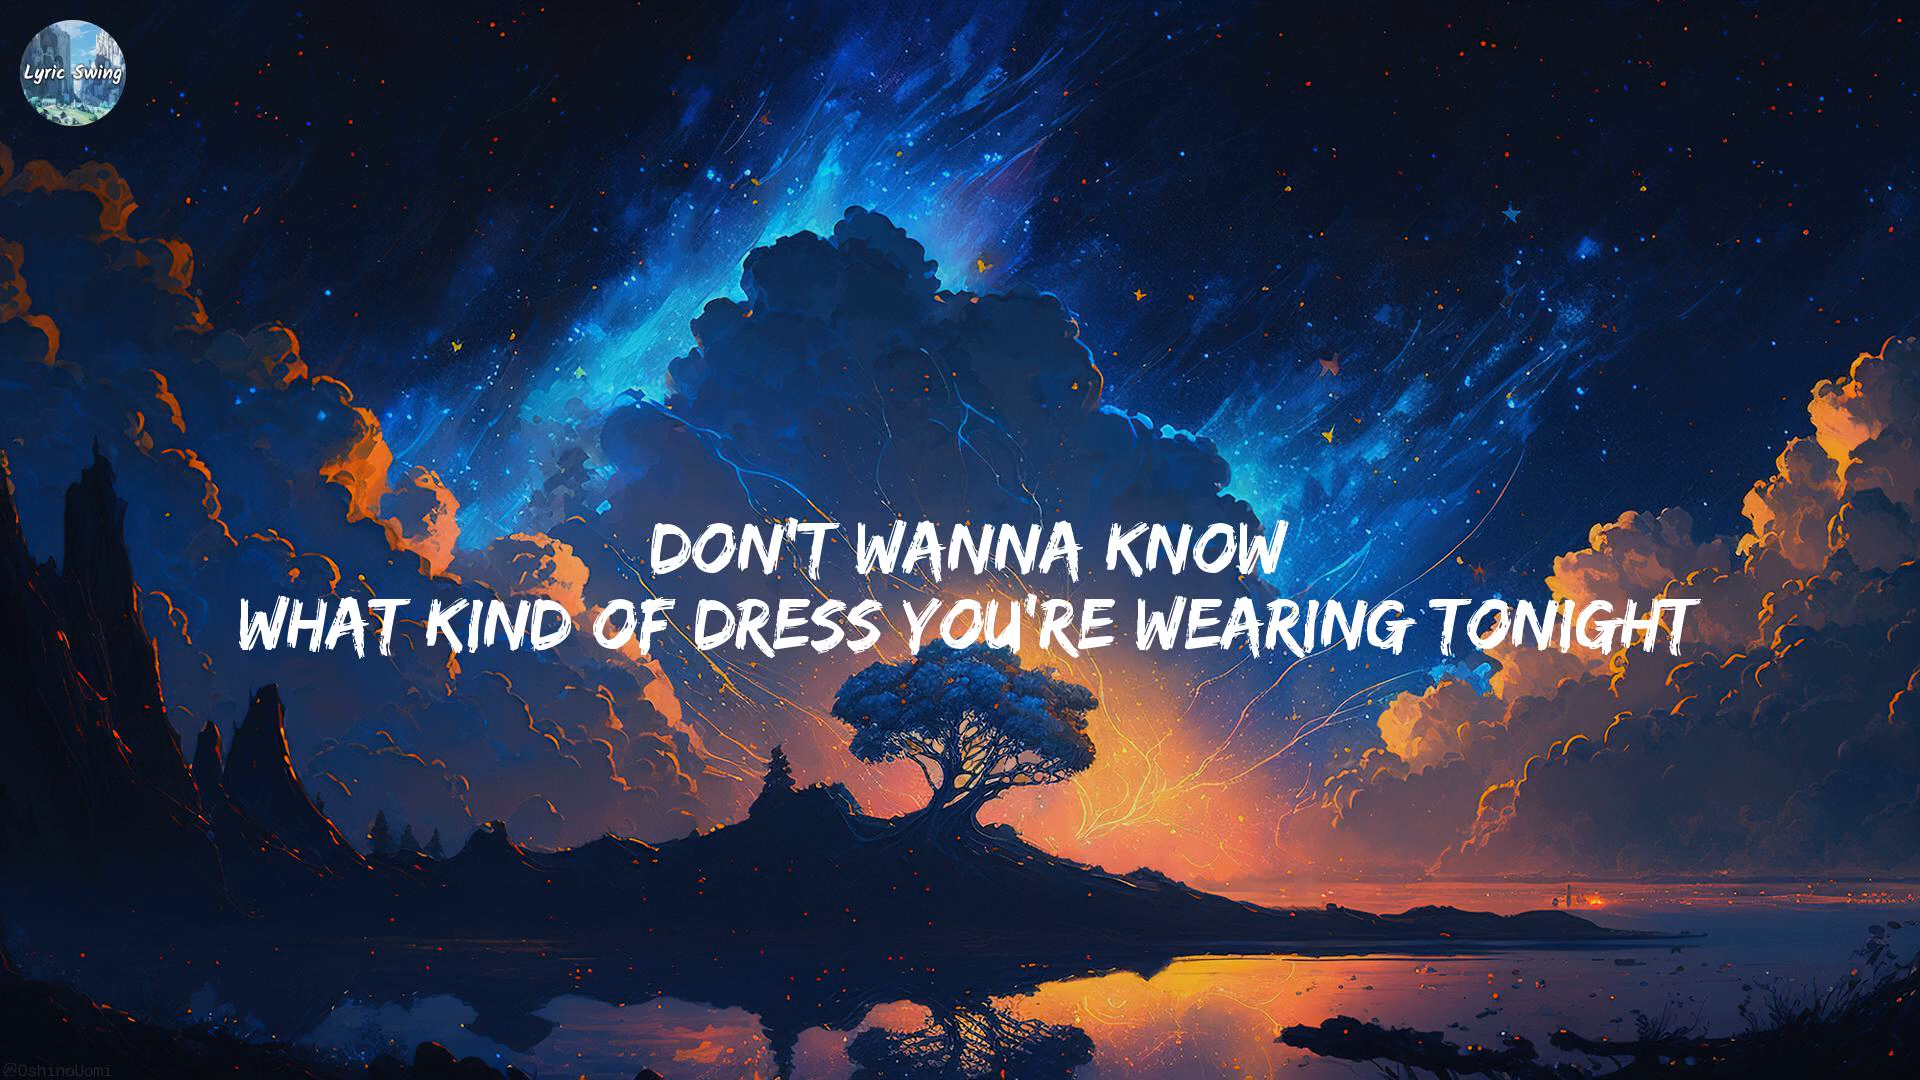 Lyric Swing
DON'T WANNA KNOW
WHAT KIND OF DRESS YOU'RE WEARING TONIGHT
@OshinoUomi